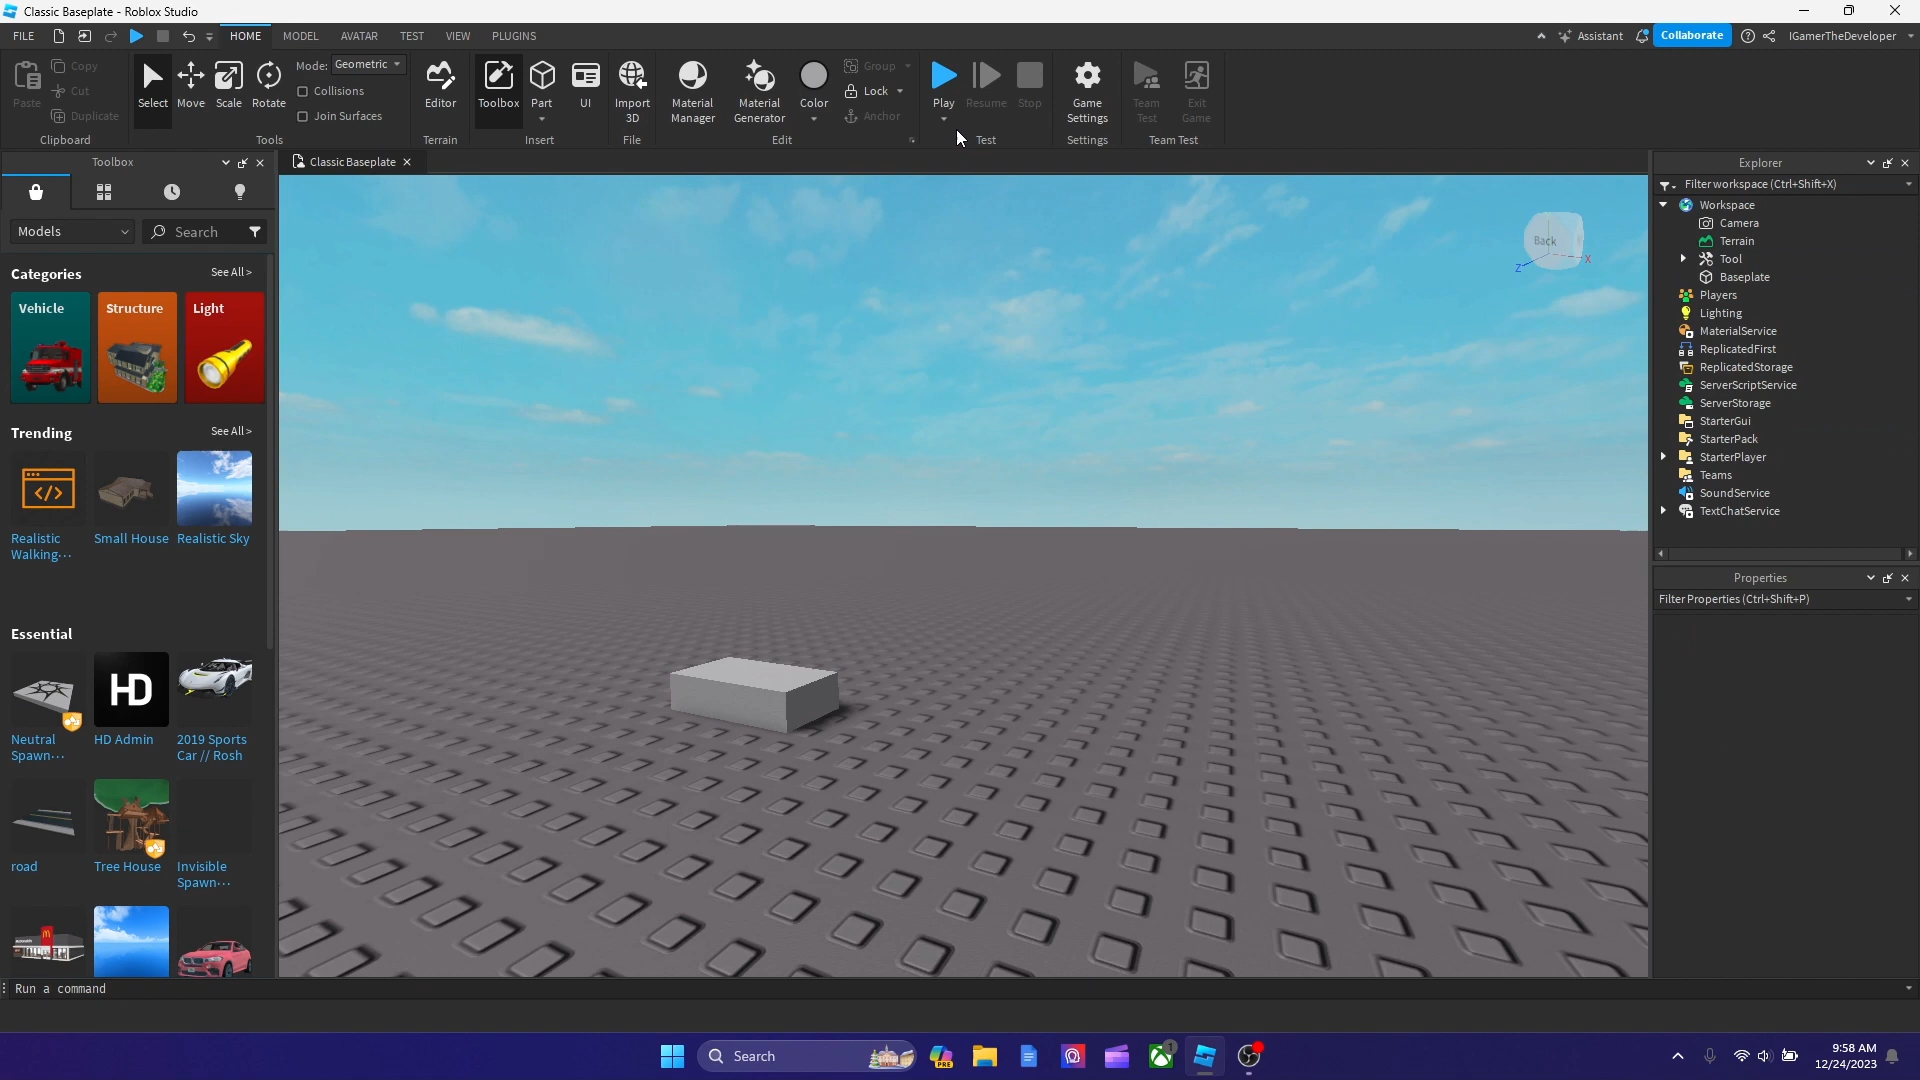 Classic Baseplate - Roblox Studio
FILE
HOME
MODEL
AVATAR
TEST
VIEW
PLUGINS
Assistant
Collaborate
IGamerTheDeveloper
Paste
Copy
Cut
Duplicate
Clipboard
Select
Move
Scale
Rotate
Mode: Geometric
Collisions
Join Surfaces
Tools
Editor
Terrain
Toolbox
Part
UI
Insert
Import
3D
File
Material
Manager
Material
Generator
Color
Group
Lock
Anchor
Edit
Play
Resume
Stop
Test
Game
Settings
Settings
Team
Test
Exit
Game
Team Test
Toolbox
Classic Baseplate
Models
Search
Categories
See All >
Vehicle
Structure
Light
Trending
See All >
Realistic
Walking...
Small House
Realistic Sky
Essential
HD
Neutral
Spawn...
HD Admin
2019 Sports
Car // Rosh
road
Tree House
Invisible
Spawn...
Back
Z
X
Explorer
Filter workspace (Ctrl+Shift+X)
Workspace
Camera
Terrain
Tool
Baseplate
Players
Lighting
MaterialService
ReplicatedFirst
ReplicatedStorage
ServerScriptService
ServerStorage
StarterGui
StarterPack
StarterPlayer
Teams
SoundService
TextChatService
Properties
Filter Properties (Ctrl+Shift+P)
Run a command
Search
PRE
1
9:58 AM
12/24/2023